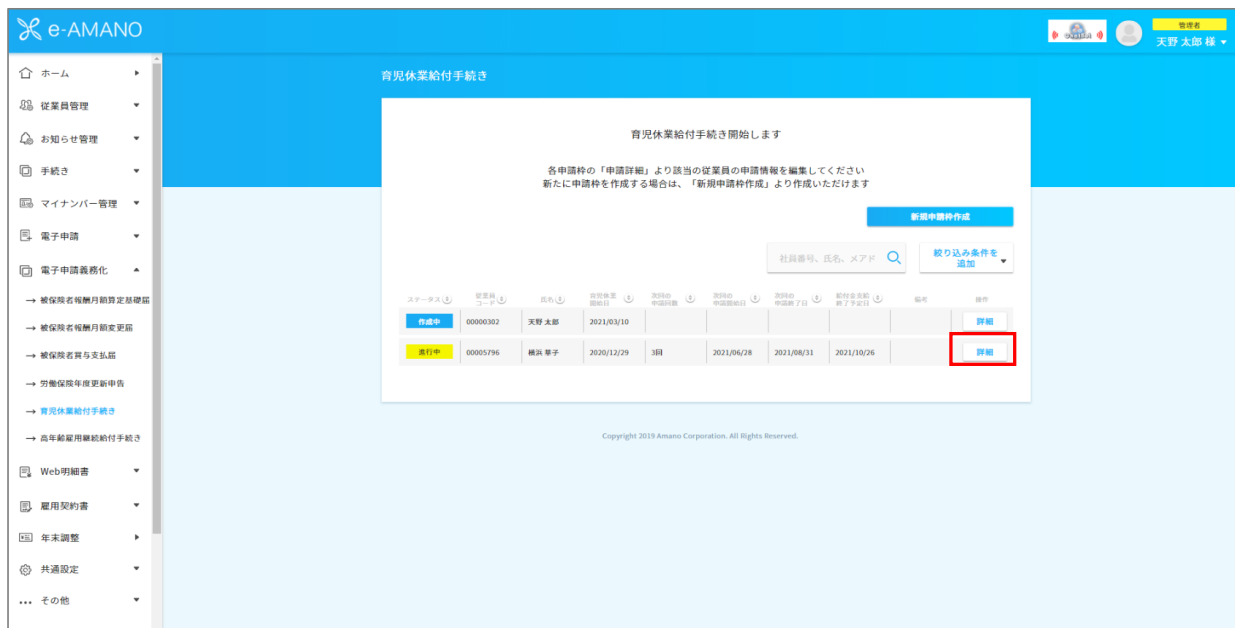 e-AMANO
管理者
天野 太郎 様
ホーム
従業員管理
お知らせ管理
手続き
マイナンバー管理
電子申請
電子申請義務化
→ 被保険者報酬月額算定基礎届
→ 被保険者報酬月額変更届
→ 被保険者賞与支払届
→ 労働保険年度更新申告
→ 育児休業給付手続き
→ 高年齢雇用継続給付手続き
Web明細書
雇用契約書
年末調整
共通設定
その他
育児休業給付手続き
育児休業給付手続き開始します
各申請枠の「申請詳細」より該当の従業員の申請情報を編集してください
新たに申請枠を作成する場合は、「新規申請枠作成」より作成いただけます
新規申請枠作成
社員番号、氏名、メアド
絞り込み条件を
追加
ステータス 従業員コード 氏名 育児休業開始日 次回の申請回数 次回の申請開始日 次回の申請終了日 給付金支給終了予定日 備考 操作
作成中 00000302 天野 太郎 2021/03/10 詳細
進行中 00005796 横浜 草子 2020/12/29 3回 2021/06/28 2021/08/31 2021/10/26 詳細
Copyright 2019 Amano Corporation. All Rights Reserved.